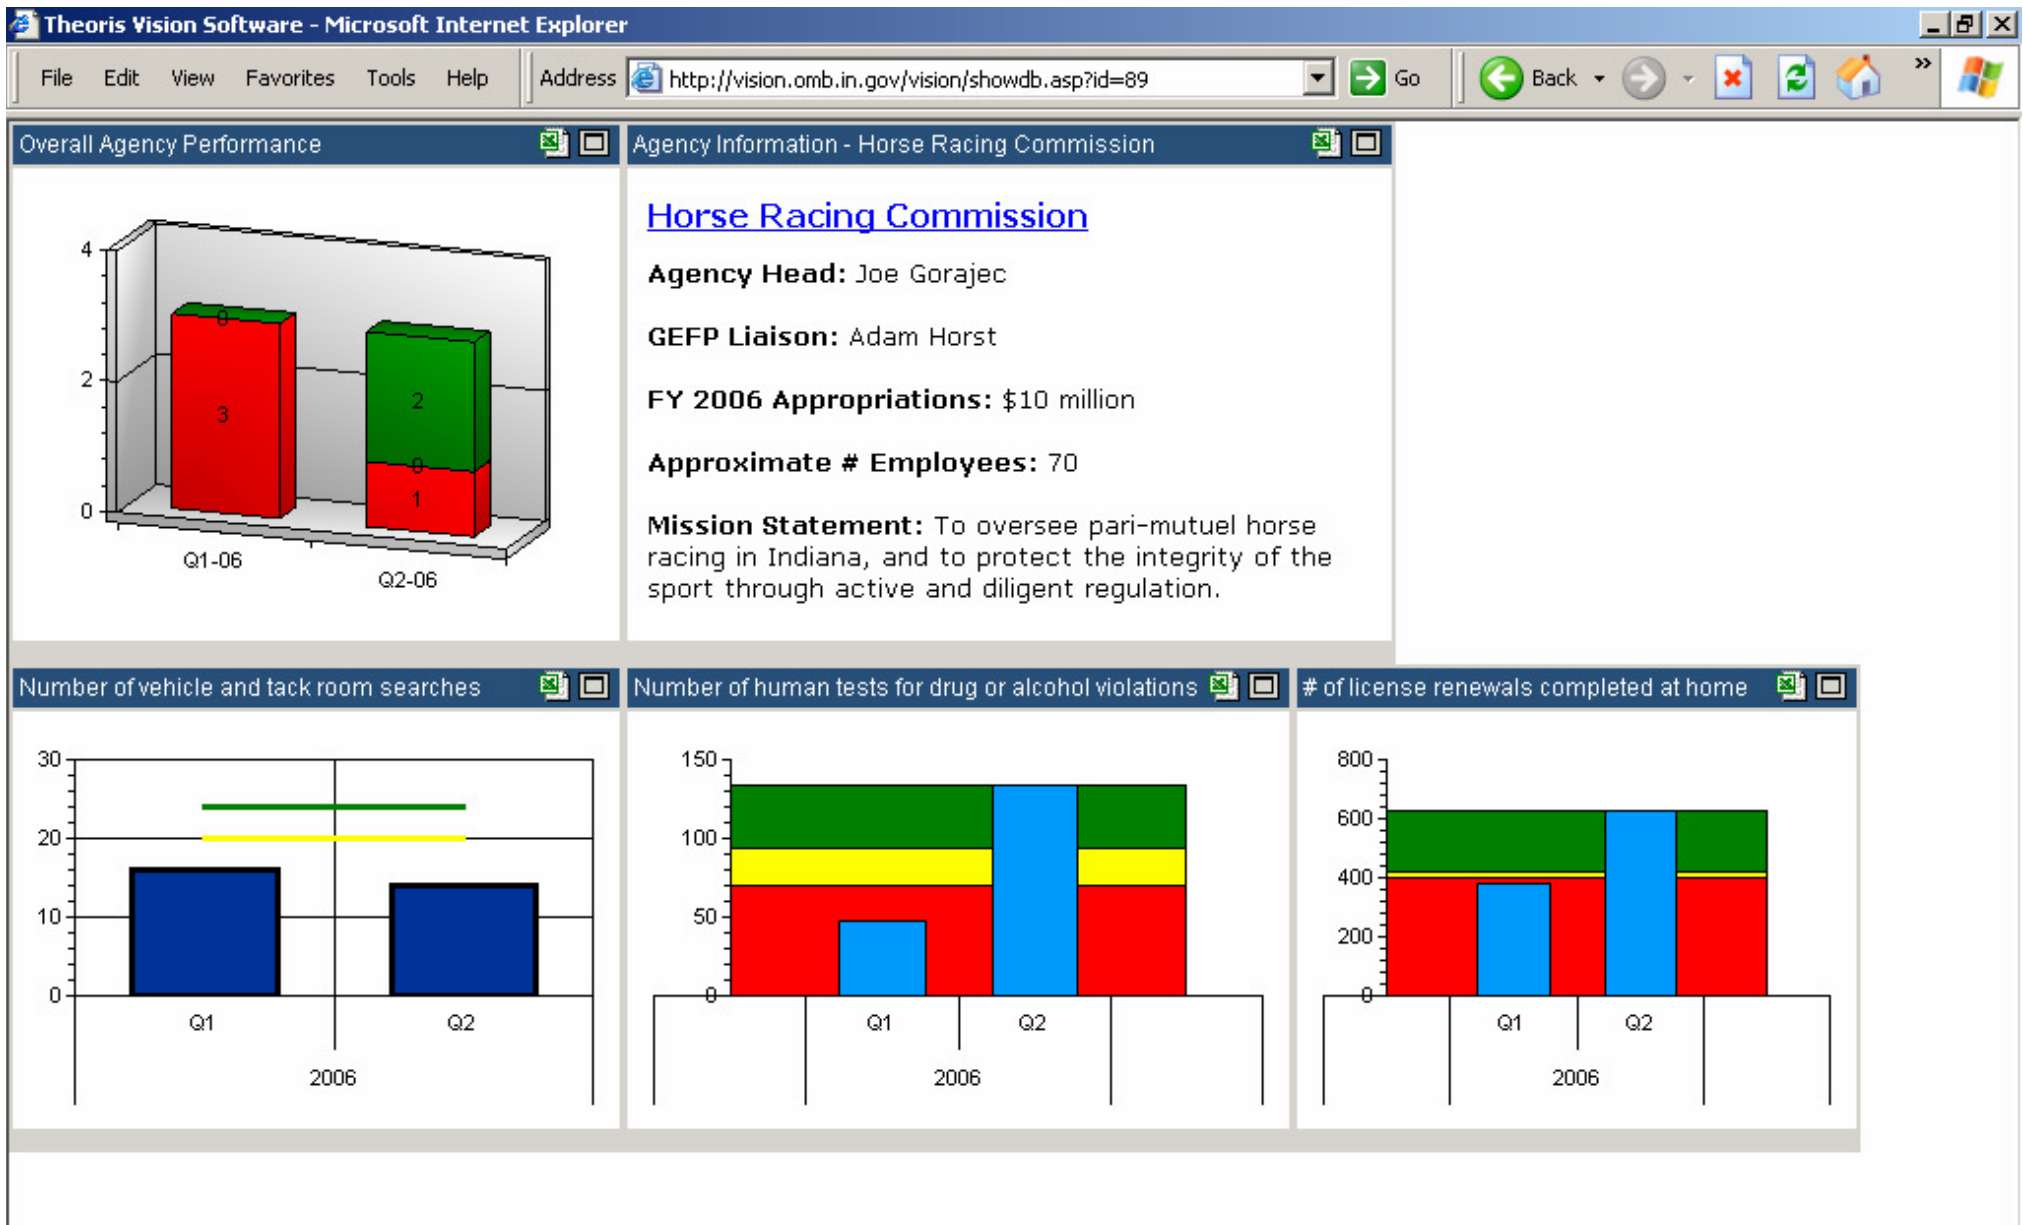 Theoris Vision Software - Microsoft Internet Explorer
File Edit View Favorites Tools Help Address http://vision.omb.in.gov/vision/showdb.asp?id=89 Go Back »
Overall Agency Performance
4
2
0
0
3
2
0
1
Q1-06
Q2-06
Agency Information - Horse Racing Commission
Horse Racing Commission
Agency Head: Joe Gorajec
GEFP Liaison: Adam Horst
FY 2006 Appropriations: $10 million
Approximate # Employees: 70
Mission Statement: To oversee pari-mutuel horse
racing in Indiana, and to protect the integrity of the
sport through active and diligent regulation.
Number of vehicle and tack room searches
30
20
10
0
Q1 Q2
2006
Number of human tests for drug or alcohol violations
150
100
50
0
Q1 Q2
2006
# of license renewals completed at home
800
600
400
200
0
Q1 Q2
2006